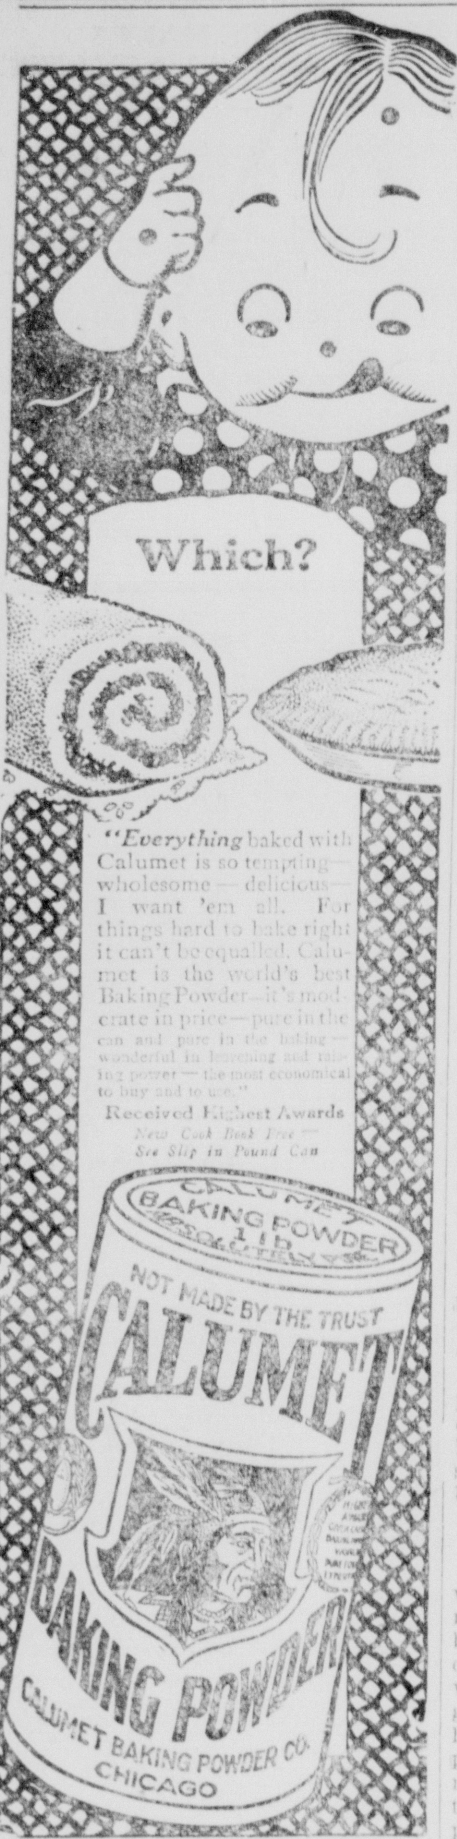 Which?
"Everything baked with
Calumet is so tempting—
wholesome — delicious—
I want 'em all. For
things hard to bake right
it can't be equalled. Calu-
met is the world's best
Baking Powder—it's mod-
erate in price—pure in the
can and pure in the baking—
wonderful in leavening and rais-
ing power — the most economical
to buy and to use."
Received Highest Awards
New Cook Book Free —
See Slip in Pound Can
CALUMET
BAKING POWDER
1 lb
ABSOLUTELY
NOT MADE BY THE TRUST
CALUMET
BAKING POWDER
CALUMET BAKING POWDER CO.
CHICAGO